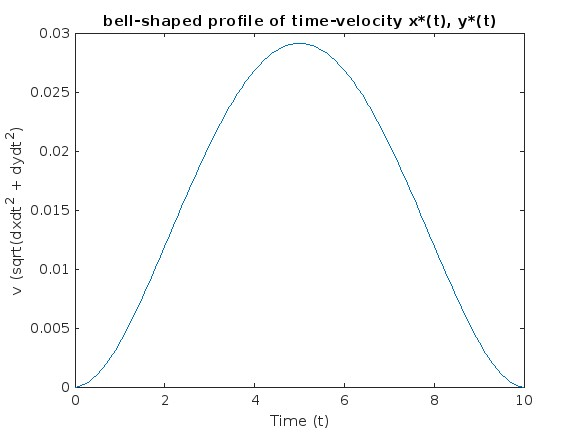 bell-shaped profile of time-velocity x*(t), y*(t)
0.03
0.025
0.02
0.015
0.01
0.005
0
v (sqrt(dxdt² + dydt²)
0 2 4 6 8 10
Time (t)